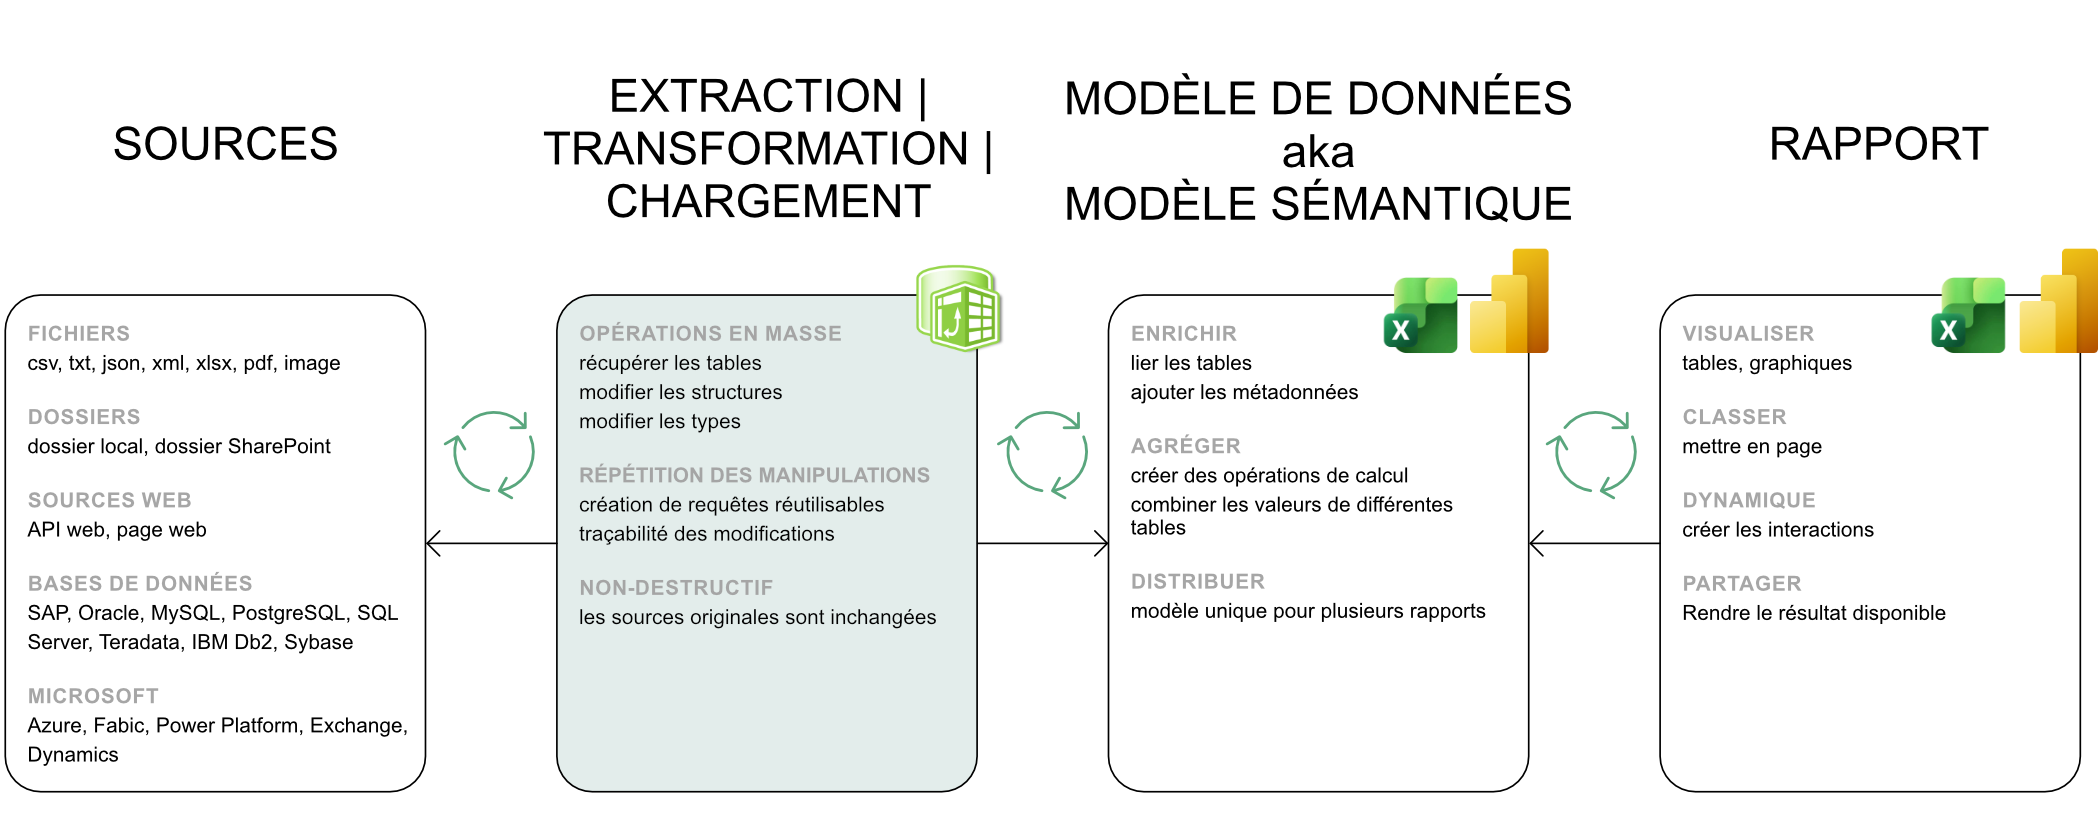 SOURCES
EXTRACTION |
TRANSFORMATION |
CHARGEMENT
MODÈLE DE DONNÉES
aka
MODÈLE SÉMANTIQUE
RAPPORT
FICHIERS
csv, txt, json, xml, xlsx, pdf, image
DOSSIERS
dossier local, dossier SharePoint
SOURCES WEB
API web, page web
BASES DE DONNÉES
SAP, Oracle, MySQL, PostgreSQL, SQL
Server, Teradata, IBM Db2, Sybase
MICROSOFT
Azure, Fabic, Power Platform, Exchange,
Dynamics
OPÉRATIONS EN MASSE
récupérer les tables
modifier les structures
modifier les types
RÉPÉTITION DES MANIPULATIONS
création de requêtes réutilisables
traçabilité des modifications
NON-DESTRUCTIF
les sources originales sont inchangées
X
ENRICHIR
lier les tables
ajouter les métadonnées
AGRÉGER
créer des opérations de calcul
combiner les valeurs de différentes
tables
DISTRIBUER
modèle unique pour plusieurs rapports
X
VISUALISER
tables, graphiques
CLASSER
mettre en page
DYNAMIQUE
créer les interactions
PARTAGER
Rendre le résultat disponible